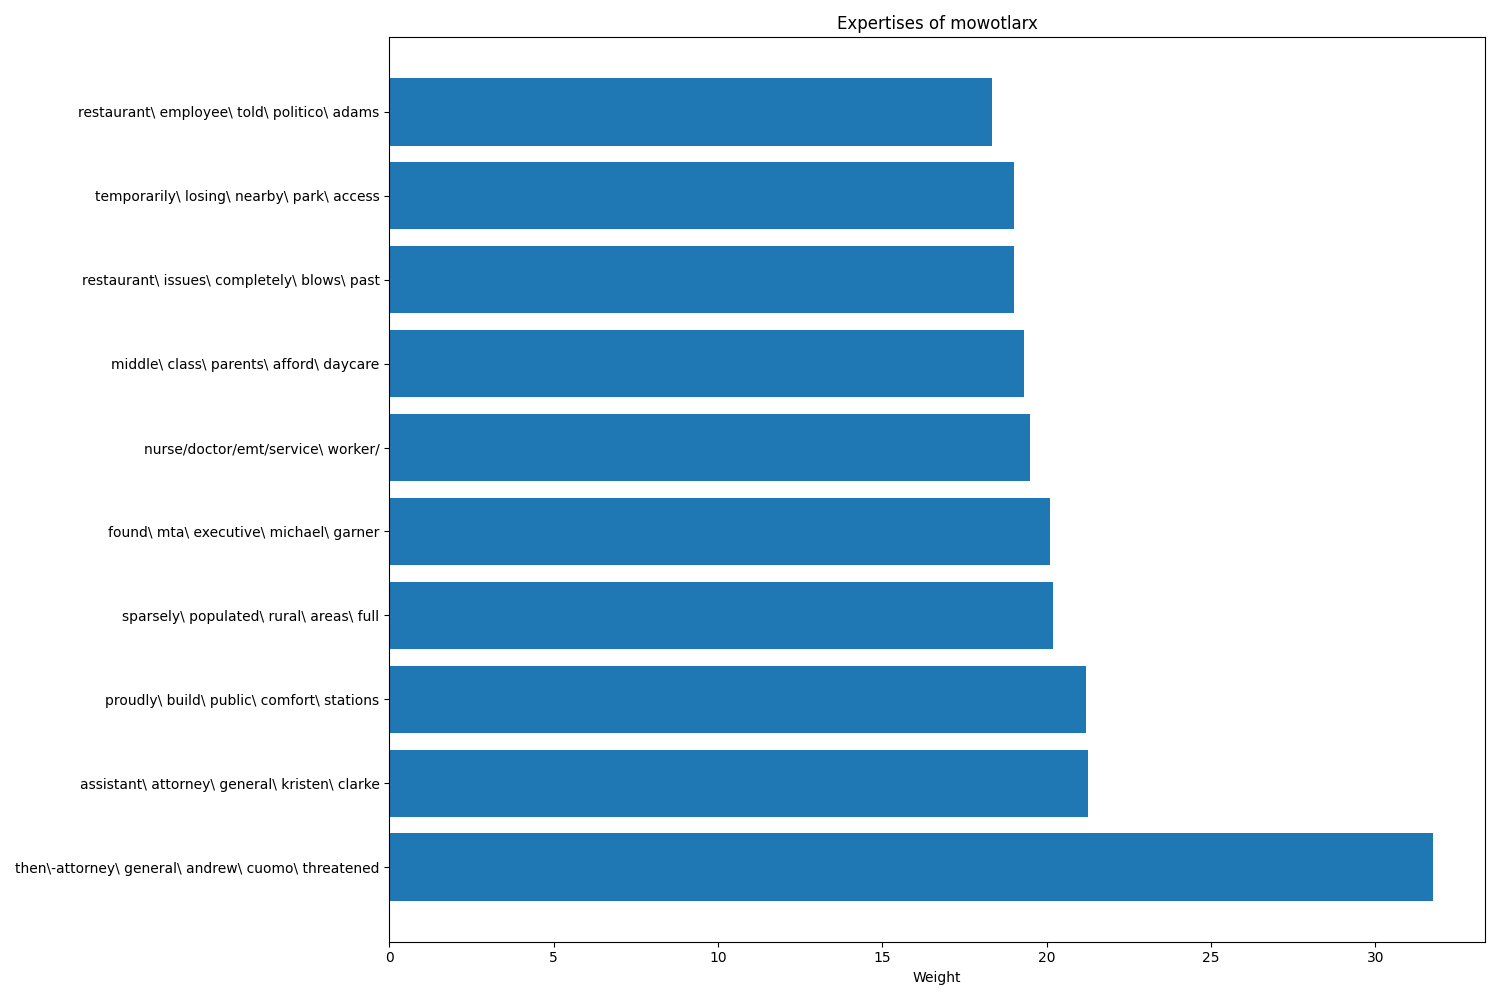 Expertises of mowotlarx
restaurant\ employee\ told\ politico\ adams
temporarily\ losing\ nearby\ park\ access
restaurant\ issues\ completely\ blows\ past
middle\ class\ parents\ afford\ daycare
nurse/doctor/emt/service\ worker/
found\ mta\ executive\ michael\ garner
sparsely\ populated\ rural\ areas\ full
proudly\ build\ public\ comfort\ stations
assistant\ attorney\ general\ kristen\ clarke
then\-attorney\ general\ andrew\ cuomo\ threatened
0 5 10 15 20 25 30
Weight